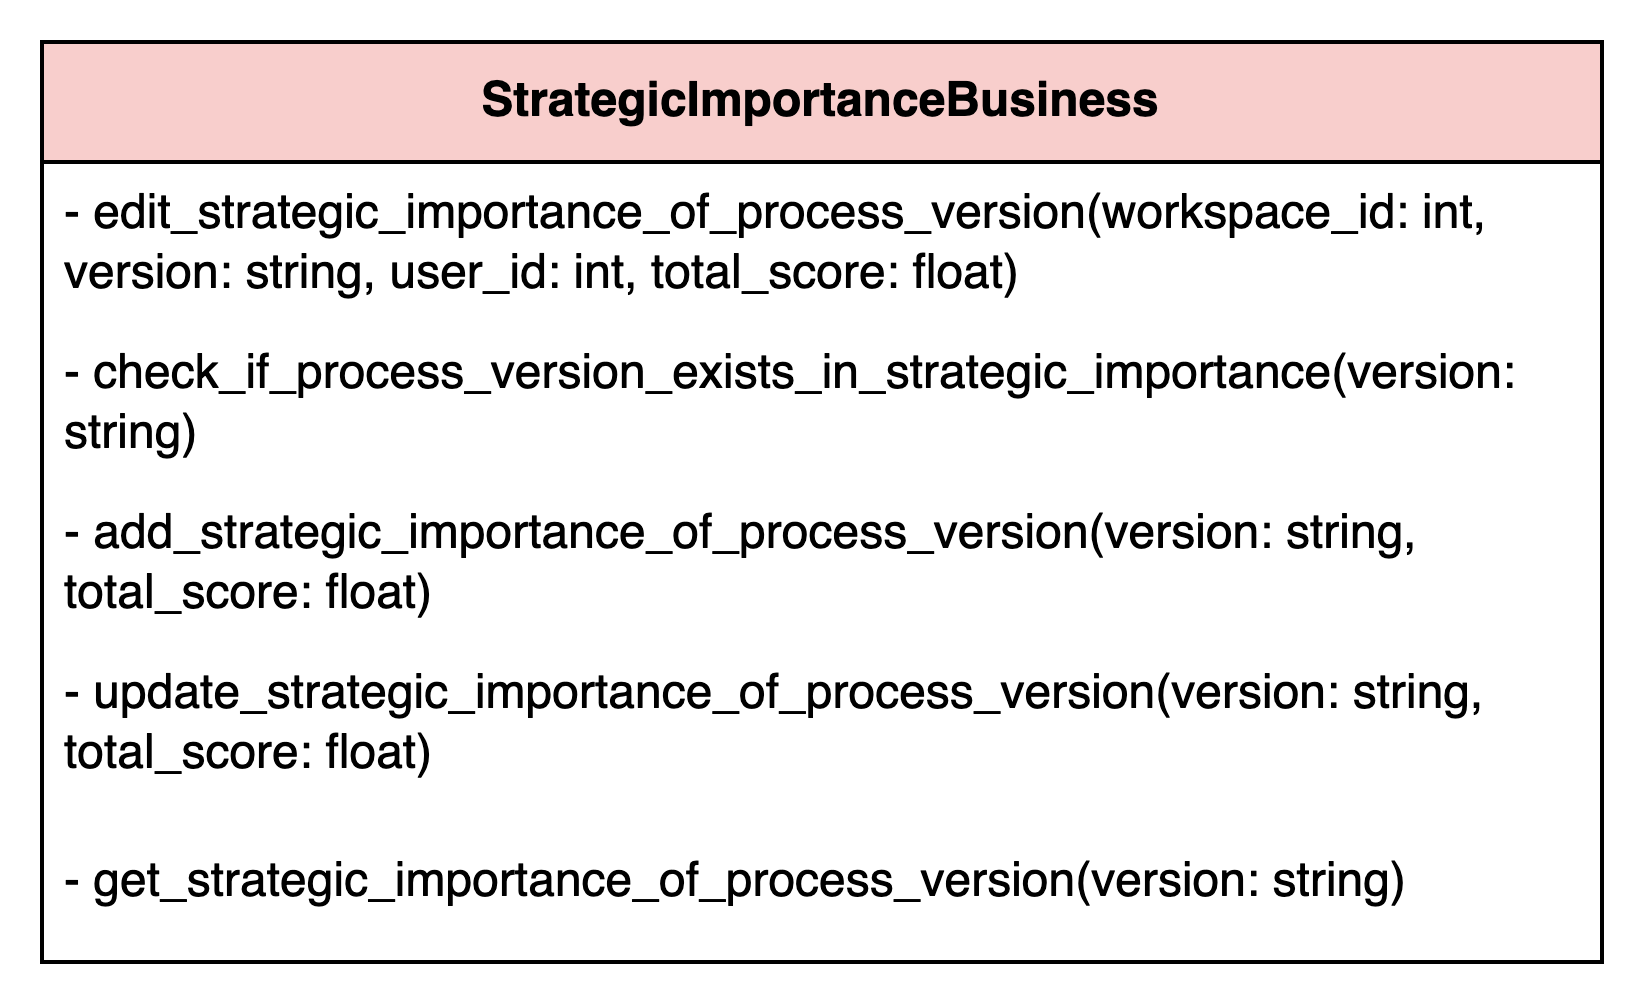 StrategicImportanceBusiness
- edit_strategic_importance_of_process_version(workspace_id: int,
version: string, user_id: int, total_score: float)
- check_if_process_version_exists_in_strategic_importance(version:
string)
- add_strategic_importance_of_process_version(version: string,
total_score: float)
- update_strategic_importance_of_process_version(version: string,
total_score: float)
- get_strategic_importance_of_process_version(version: string)